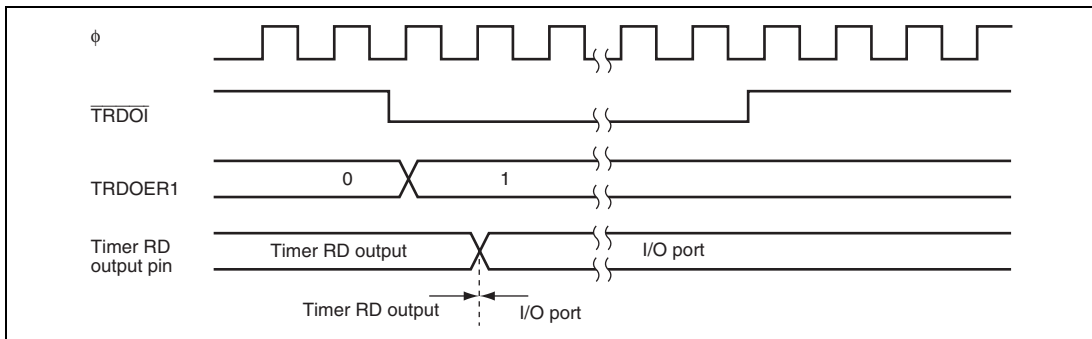 ϕ
TRDOI
TRDOER1 0 1
Timer RD output pin Timer RD output I/O port
Timer RD output I/O port